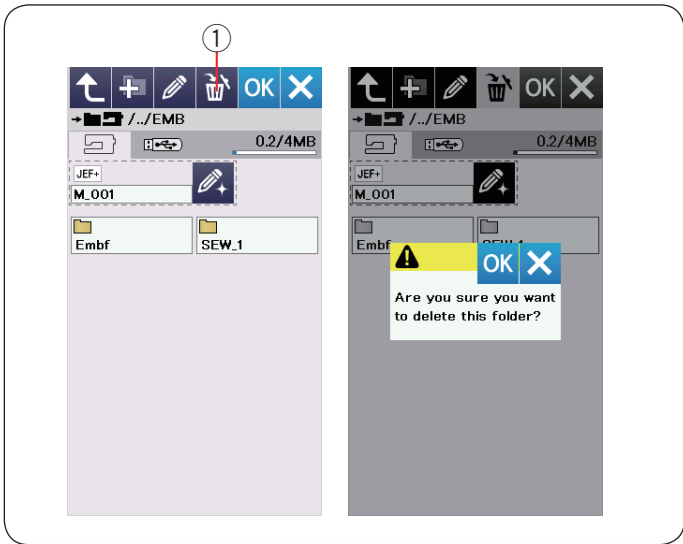 ①
OK
→ /../EMB
0.2/4MB
JEF+
M_001
Embf
SEW_1
OK
→ /../EMB
0.2/4MB
JEF+
M_001
Embf
SEW_1
OK
Are you sure you want
to delete this folder?